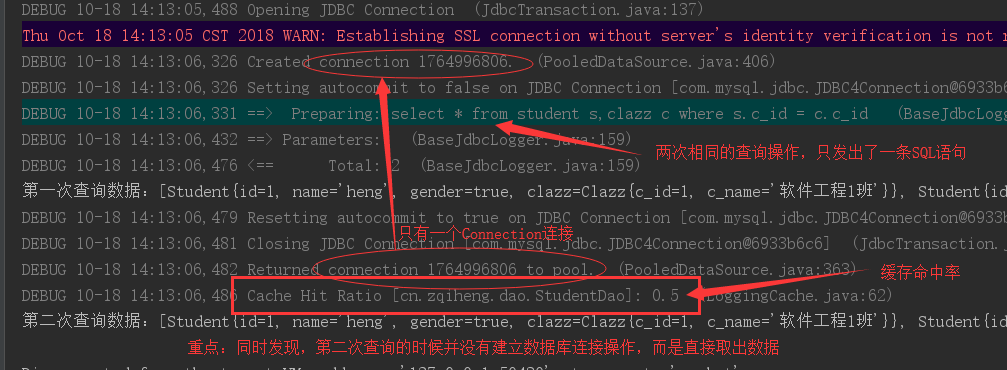 DEBUG 10-18 14:13:05,488 Opening JDBC Connection (JdbcTransaction.java:137)
Thu Oct 18 14:13:05 CST 2018 WARN: Establishing SSL connection without server's identity verification is not
DEBUG 10-18 14:13:06,326 Created connection 1764996806. (PooledDataSource.java:406)
DEBUG 10-18 14:13:06,326 Setting autocommit to false on JDBC Connection [com.mysql.jdbc.JDBC4Connection@6933b6
DEBUG 10-18 14:13:06,331 ==> Preparing: select * from student s,clazz c where s.c_id = c.c_id (BaseJdbcLogg
DEBUG 10-18 14:13:06,432 ==> Parameters: (BaseJdbcLogger.java:159)
两次相同的查询操作，只发出了一条SQL语句
DEBUG 10-18 14:13:06,476 <== Total: 2 (BaseJdbcLogger.java:159)
第一次查询数据：[Student{id=1, name='heng', gender=true, clazz=Clazz{c_id=1, c_name='软件工程1班'}}, Student{i
DEBUG 10-18 14:13:06,479 Resetting autocommit to true on JDBC Connection [com.mysql.jdbc.JDBC4Connection@6933b
只有一个Connection连接
DEBUG 10-18 14:13:06,481 Closing JDBC Connection [com.mysql.jdbc.JDBC4Connection@6933b6c6] (JdbcTransaction.
DEBUG 10-18 14:13:06,482 Returned connection 1764996806 to pool. (PooledDataSource.java:363)
缓存命中率
DEBUG 10-18 14:13:06,486 Cache Hit Ratio [cn.zqiheng.dao.StudentDao]: 0.5 (LoggingCache.java:62)
第二次查询数据：[Student{id=1, name='heng', gender=true, clazz=Clazz{c_id=1, c_name='软件工程1班'}}, Student{i
重点：同时发现，第二次查询的时候并没有建立数据库连接操作，而是直接取出数据